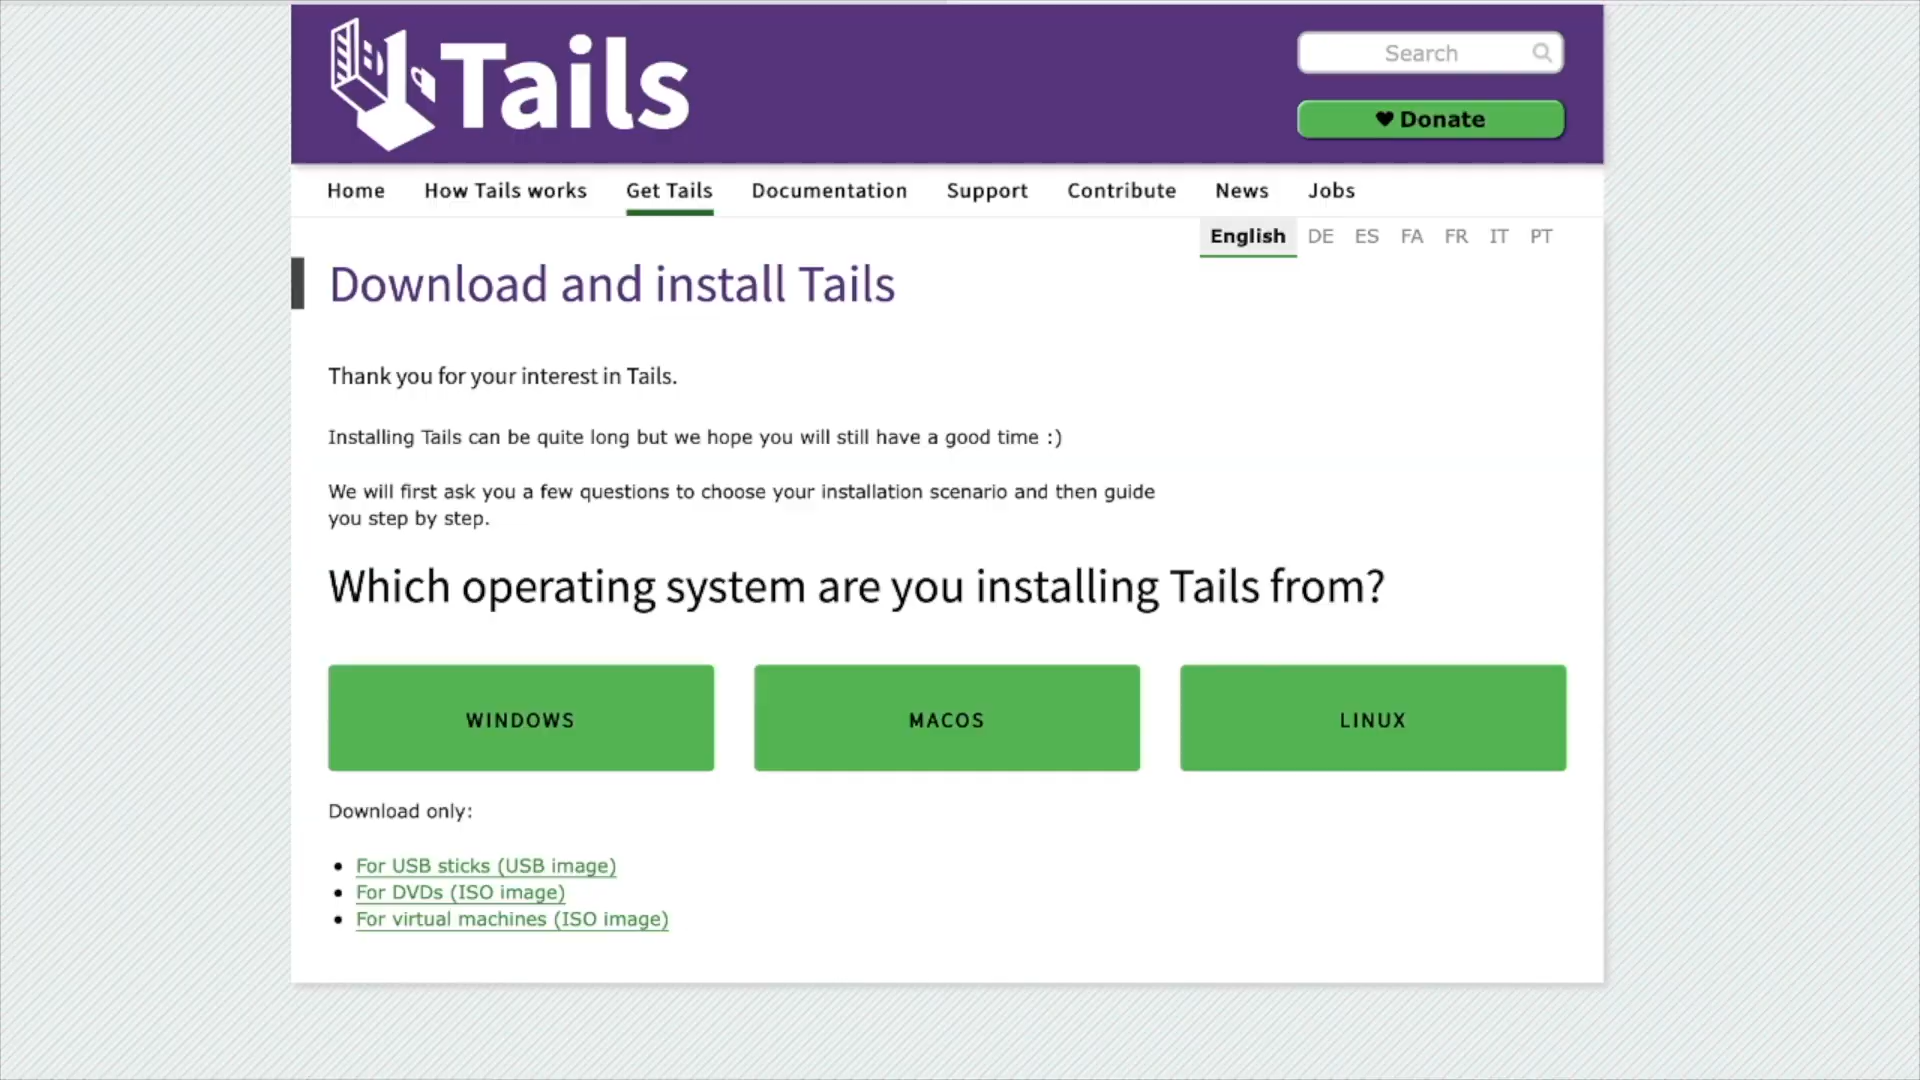 Tails
Search
Donate
Home How Tails works Get Tails Documentation Support Contribute News Jobs
English DE ES FA FR IT PT
Download and install Tails
Thank you for your interest in Tails.
Installing Tails can be quite long but we hope you will still have a good time :)
We will first ask you a few questions to choose your installation scenario and then guide
you step by step.
Which operating system are you installing Tails from?
WINDOWS MACOS LINUX
Download only:
For USB sticks (USB image)
For DVDs (ISO image)
For virtual machines (ISO image)